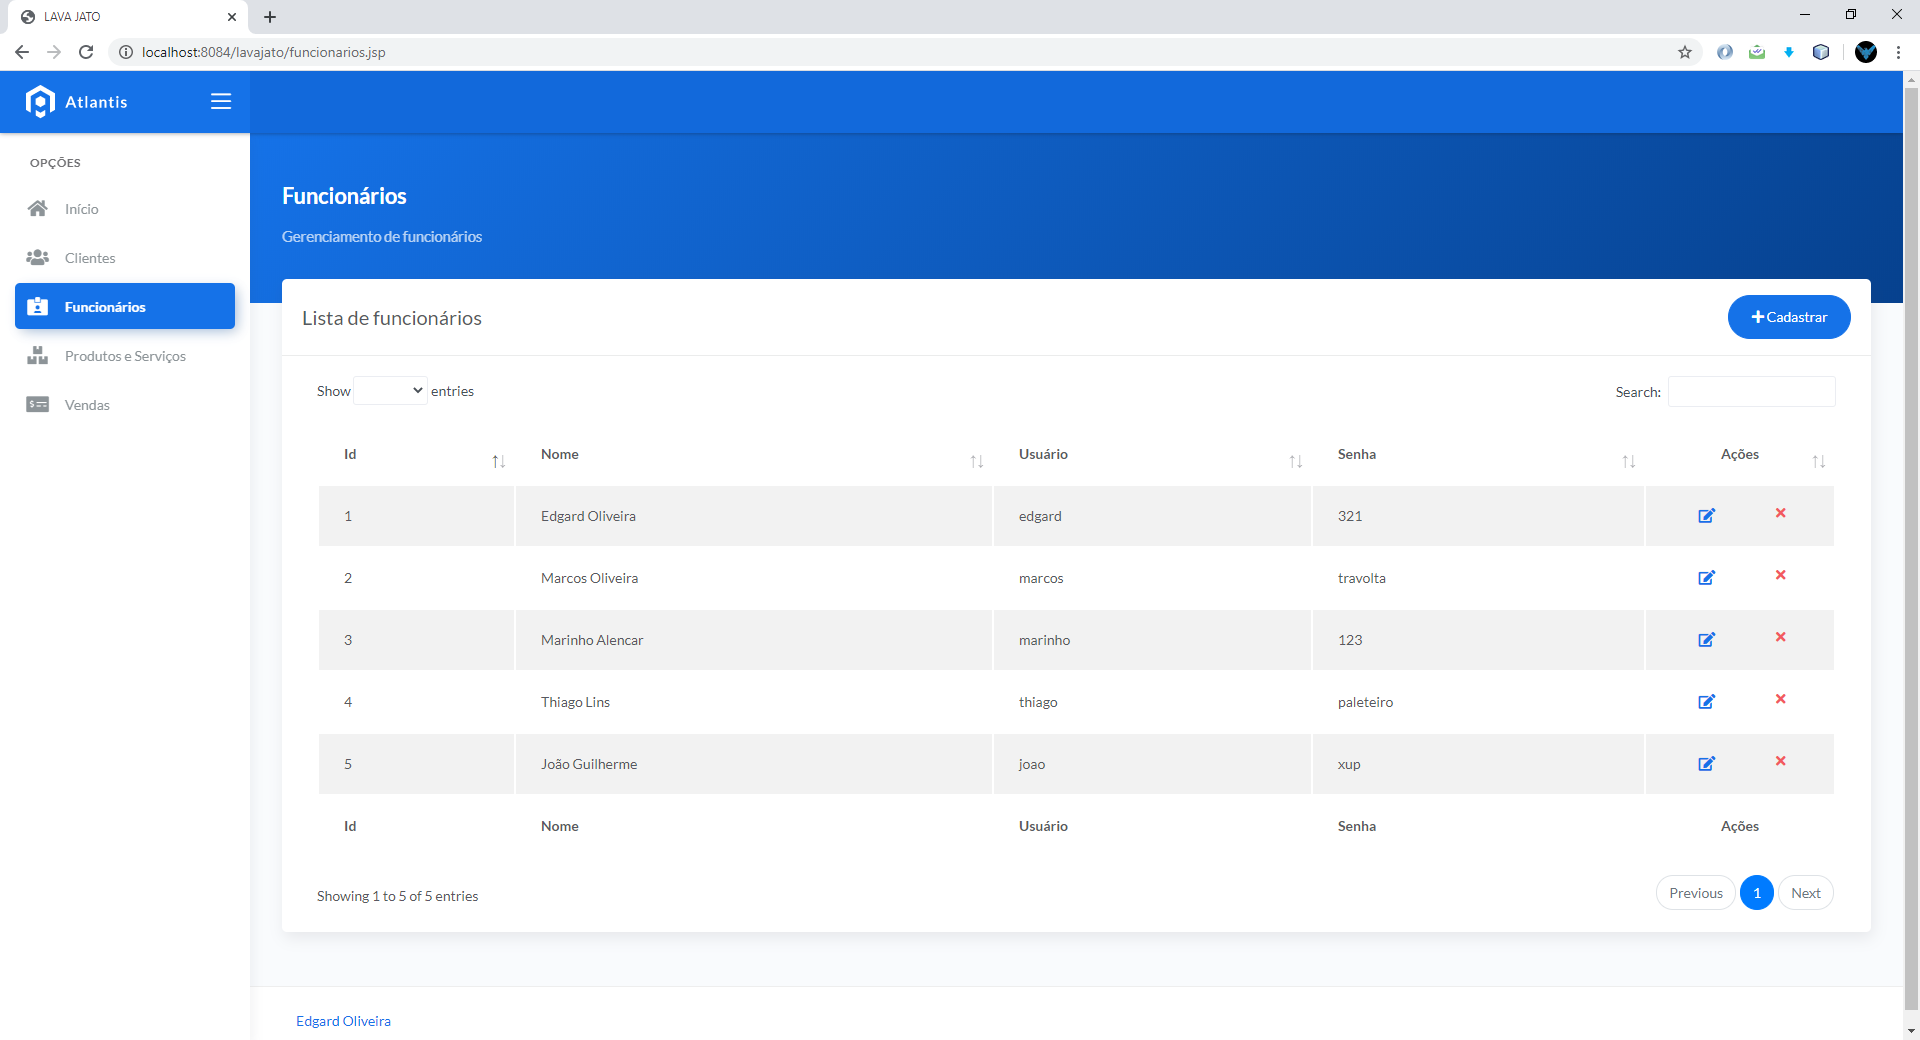 LAVA JATO
localhost:8084/lavajato/funcionarios.jsp
Atlantis
OPÇÕES
Início
Clientes
Funcionários
Produtos e Serviços
Vendas
Funcionários
Gerenciamento de funcionários
Lista de funcionários
Cadastrar
Show entries
Search:
Id Nome Usuário Senha Ações
1 Edgard Oliveira edgard 321
2 Marcos Oliveira marcos travolta
3 Marinho Alencar marinho 123
4 Thiago Lins thiago paleteiro
5 João Guilherme joao xup
Id Nome Usuário Senha Ações
Showing 1 to 5 of 5 entries
Previous 1 Next
Edgard Oliveira